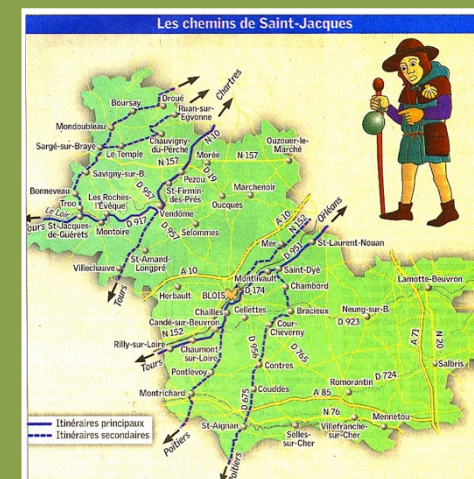 Les chemins de Saint-Jacques
Chartres
Droué
Boursay
Ruan-sur-
Egvonne
Mondoubleau
N 10
Chauvigny-
du-Perche
Ouzouer-le-
Marché
Sargé-sur-Braye
Le Temple
Morée
N 157
N 157
D 19
Savigny-sur-B.
Pezou
D 957
St-Firmin-
des-Prés
Marchenoir
Bonneveau
Oucques
Les Roches-
l'Évêque
Vendôme
Troo
Le Loir
D 917
Tours
St-Jacques-
de-Guérets
Montoire
D 957
Selommes
A 10
N152
Orléans
Mer
D 951
St-Laurent-Nouan
St-Amand-
Longpré
Villechauve
A 10
Montlivault
Saint-Dyé
Tours
Herbault
BLOIS
D 174
Chambord
Lamotte-Beuvron
Chailles
Cellettes
Bracieux
Neung-sur-B.
Candé-sur-Beuvron
N 152
Cour-
Cheverny
D 923
A 71
N 20
Rilly-sur-Loire
Chaumont-
sur-Loire
D 956
D 765
Tours
Contres
Salbris
Pontlevoy
D 724
Romorantin
Montrichard
Couddes
A 85
D 675
N 76
Mennetou
Itinéraires principaux
Itinéraires secondaires
St-Aignan
Villefranche-
sur-Cher
Poitiers
Selles-
sur-Cher
Poitiers